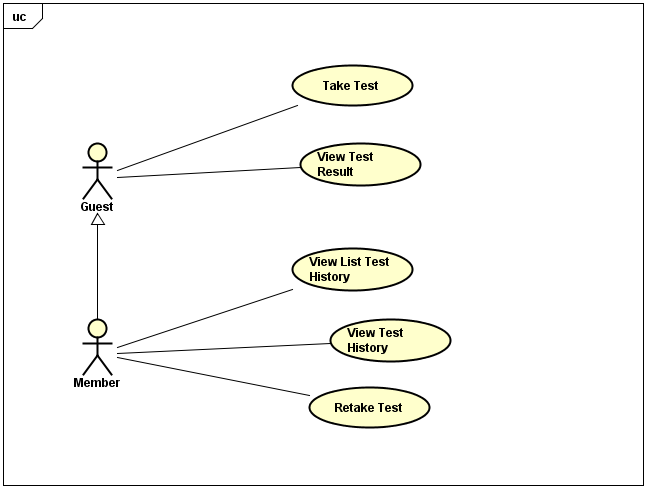 uc
Take Test
View Test
Result
Guest
View List Test
History
View Test
History
Member
Retake Test